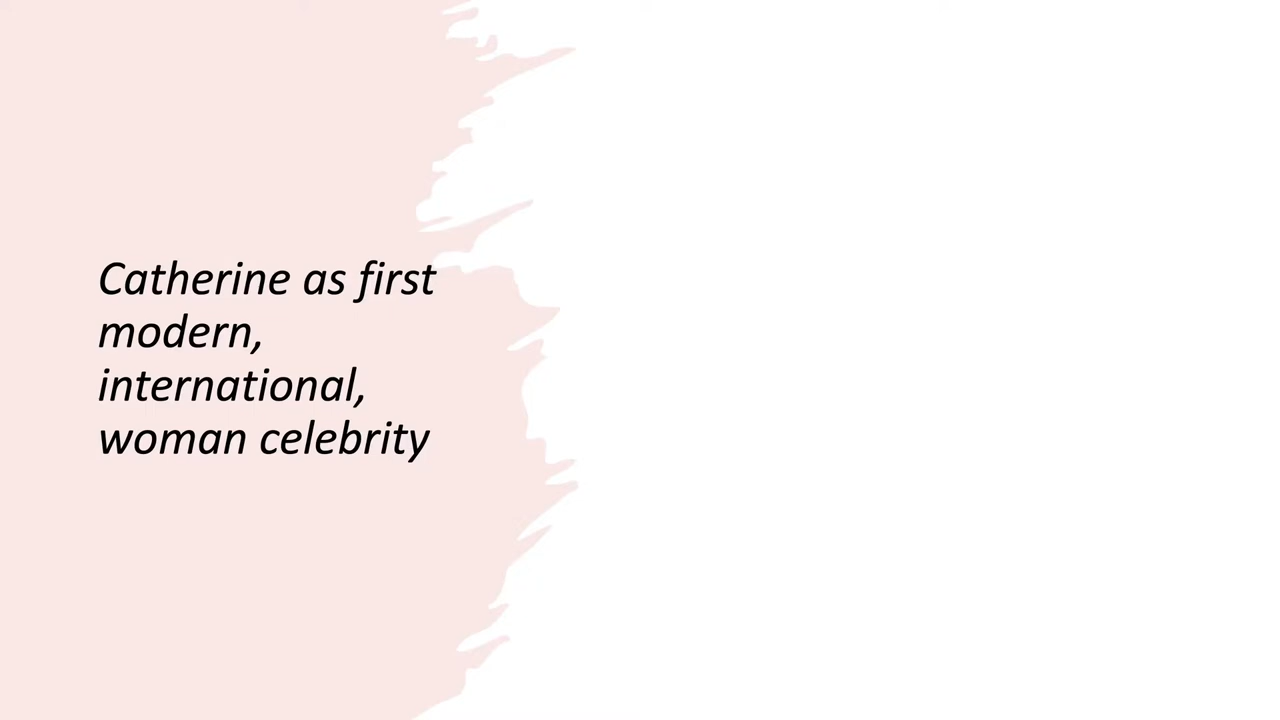 Catherine as first
modern,
international,
woman celebrity